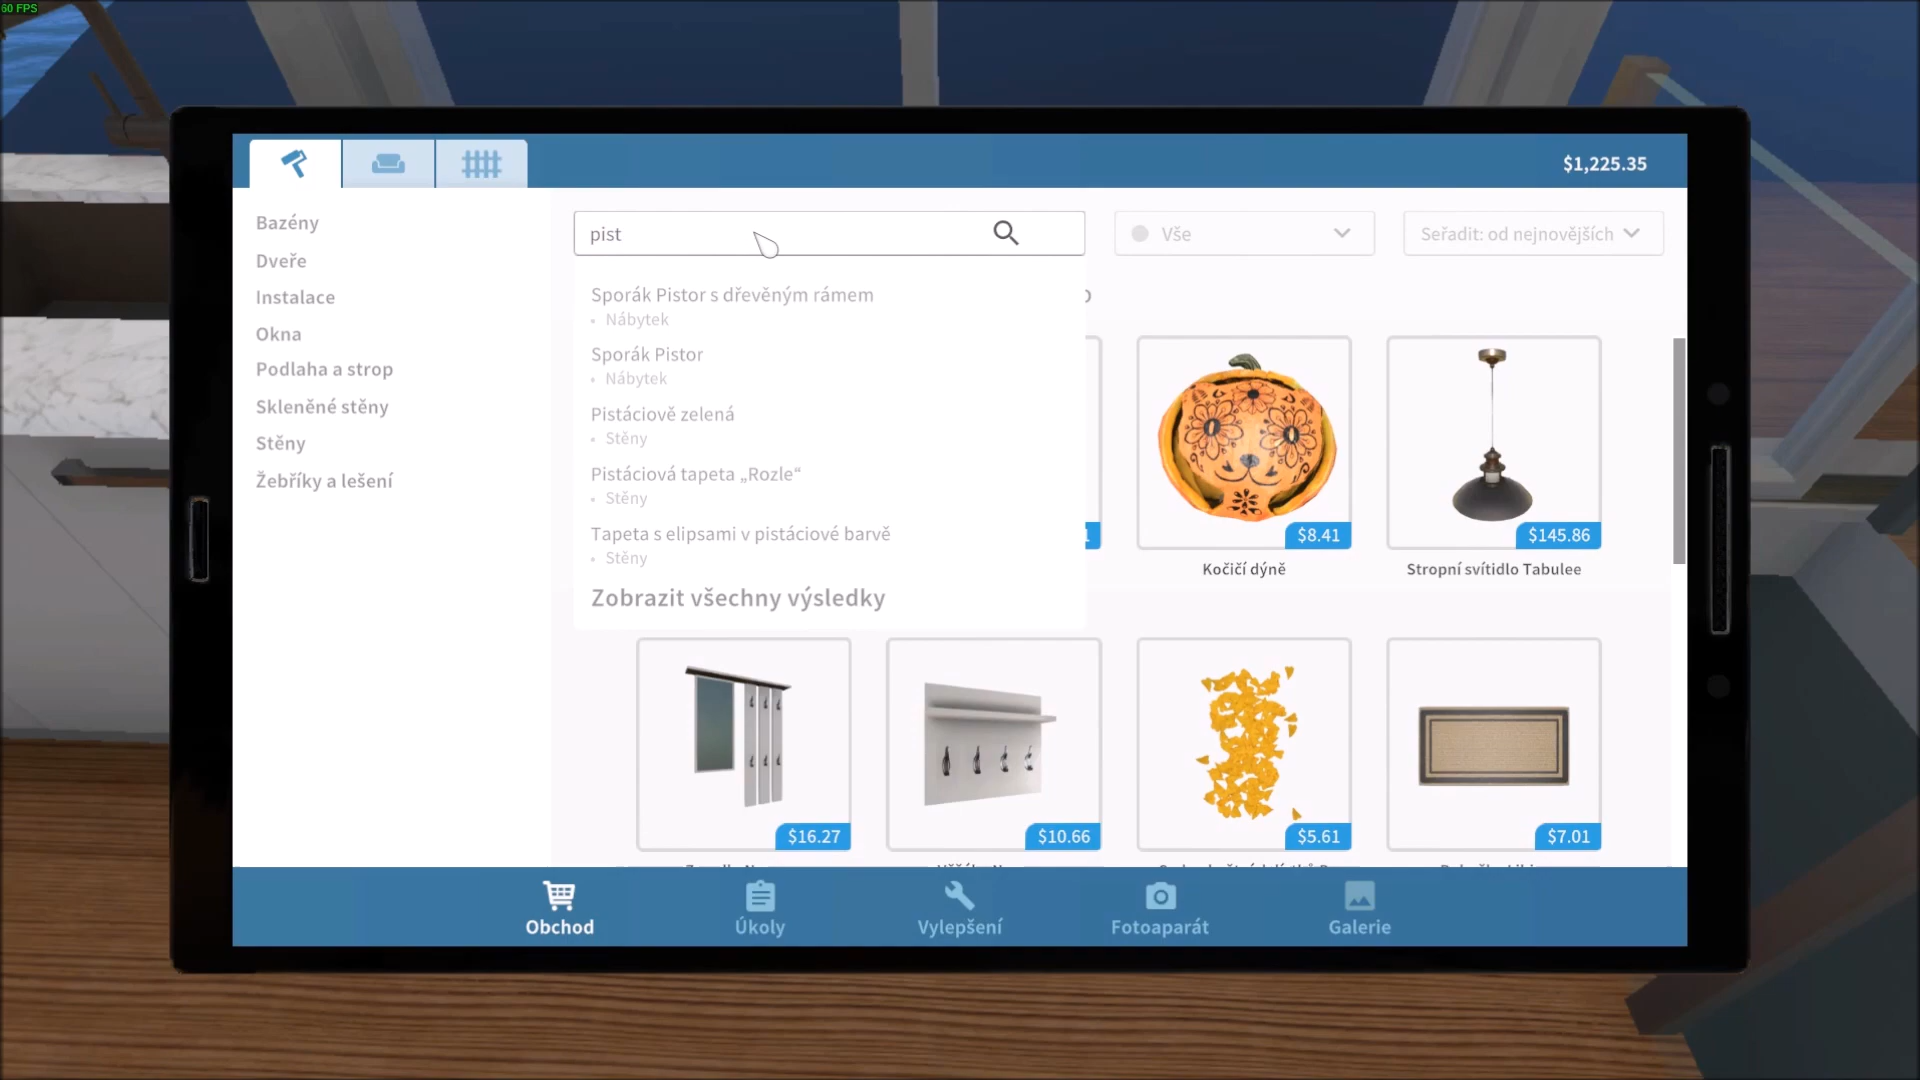 60 FPS
$1,225.35
Bazény
Dveře
Instalace
Okna
Podlaha a strop
Skleněné stěny
Stěny
Žebříky a lešení
pist
Vše
Seřadit: od nejnovějších
Sporák Pistor s dřevěným rámem
• Nábytek
Sporák Pistor
• Nábytek
Pistáciově zelená
• Stěny
Pistáciová tapeta „Rozle“
• Stěny
Tapeta s elipsami v pistáciové barvě
• Stěny
Zobrazit všechny výsledky
$8.41
Kočičí dýně
$145.86
Stropní svítidlo Tabulee
$16.27
$10.66
$5.61
$7.01
Obchod
Úkoly
Vylepšení
Fotoaparát
Galerie